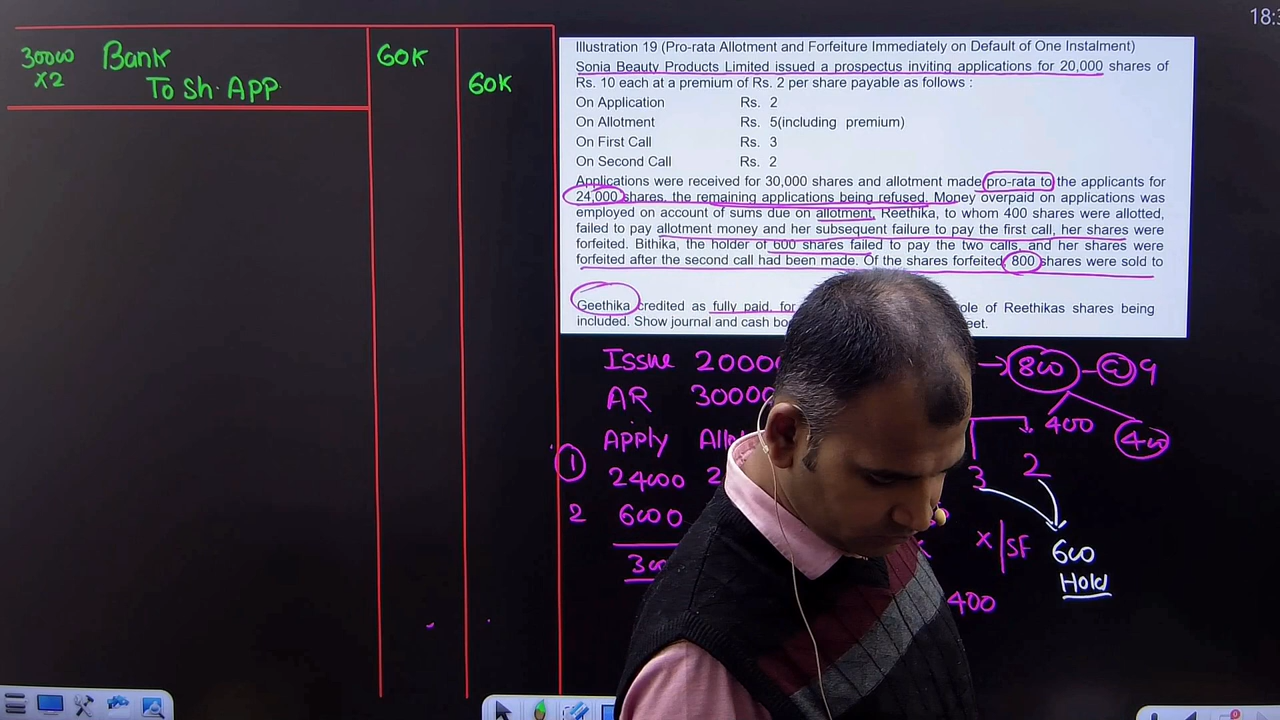 18:3
30000 Bank 60K
X2 To Sh. APP 60K
Illustration 19 (Pro-rata Allotment and Forfeiture Immediately on Default of One Instalment)
Sonia Beauty Products Limited issued a prospectus inviting applications for 20,000 shares of
Rs. 10 each at a premium of Rs. 2 per share payable as follows :
On Application Rs. 2
On Allotment Rs. 5(including premium)
On First Call Rs. 3
On Second Call Rs. 2
Applications were received for 30,000 shares and allotment made pro-rata to the applicants for
24,000 shares, the remaining applications being refused. Money overpaid on applications was
employed on account of sums due on allotment. Reethika, to whom 400 shares were allotted,
failed to pay allotment money and her subsequent failure to pay the first call, her shares were
forfeited. Bithika, the holder of 600 shares failed to pay the two calls, and her shares were
forfeited after the second call had been made. Of the shares forfeited 800 shares were sold to
Geethika credited as fully paid, for ole of Reethikas shares being
included. Show journal and cash bo eet.
Issue 20000 800 9
AR 30000 400 400
Apply
1 24000 2 3 2
2 6000 X/SF 600
Hold
400